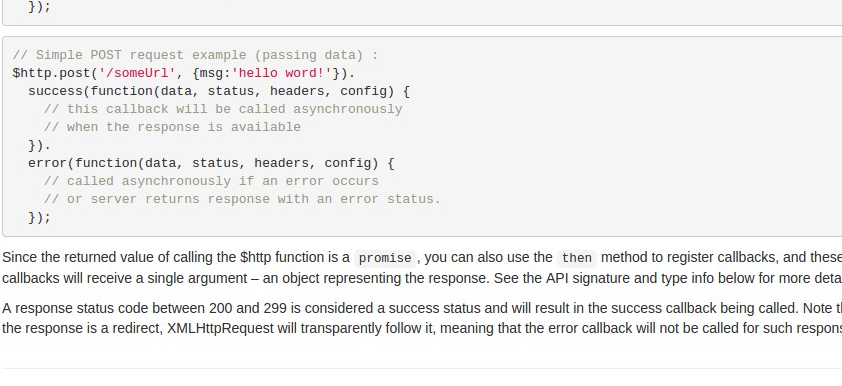 });
// Simple POST request example (passing data) :
$http.post('/someUrl', {msg:'hello word!'}).
success(function(data, status, headers, config) {
// this callback will be called asynchronously
// when the response is available
}).
error(function(data, status, headers, config) {
// called asynchronously if an error occurs
// or server returns response with an error status.
});
Since the returned value of calling the $http function is a promise, you can also use the then method to register callbacks, and these
callbacks will receive a single argument – an object representing the response. See the API signature and type info below for more
A response status code between 200 and 299 is considered a success status and will result in the success callback being called. Note
the response is a redirect, XMLHttpRequest will transparently follow it, meaning that the error callback will not be called for such